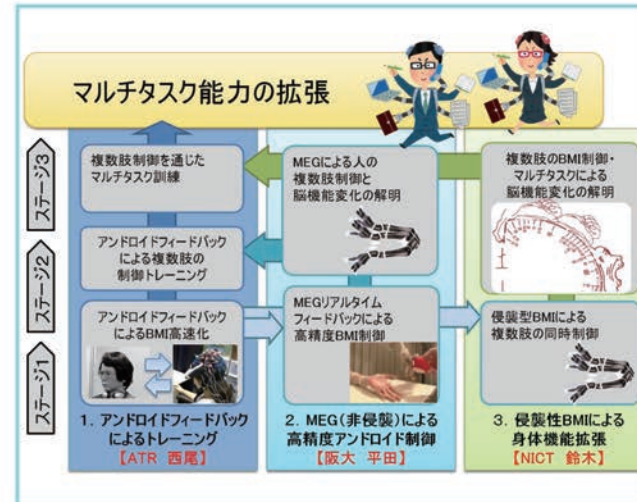 マルチタスク能力の拡張
ステージ3
ステージ2
ステージ1
複数肢制御を通じた
マルチタスク訓練
アンドロイドフィードバック
による複数肢の
制御トレーニング
アンドロイドフィードバック
によるBMI高速化
1. アンドロイドフィードバック
によるトレーニング
【ATR 西尾】
MEGによる人の
複数肢制御と
脳機能変化の解明
MEGリアルタイム
フィードバックによる
高精度BMI制御
2. MEG(非侵襲)による
高精度アンドロイド制御
【阪大 平田】
複数肢のBMI制御・
マルチタスクによる
脳機能変化の解明
侵襲型BMIによる
複数肢の同時制御
3. 侵襲性BMIによる
身体機能拡張
【NICT 鈴木】